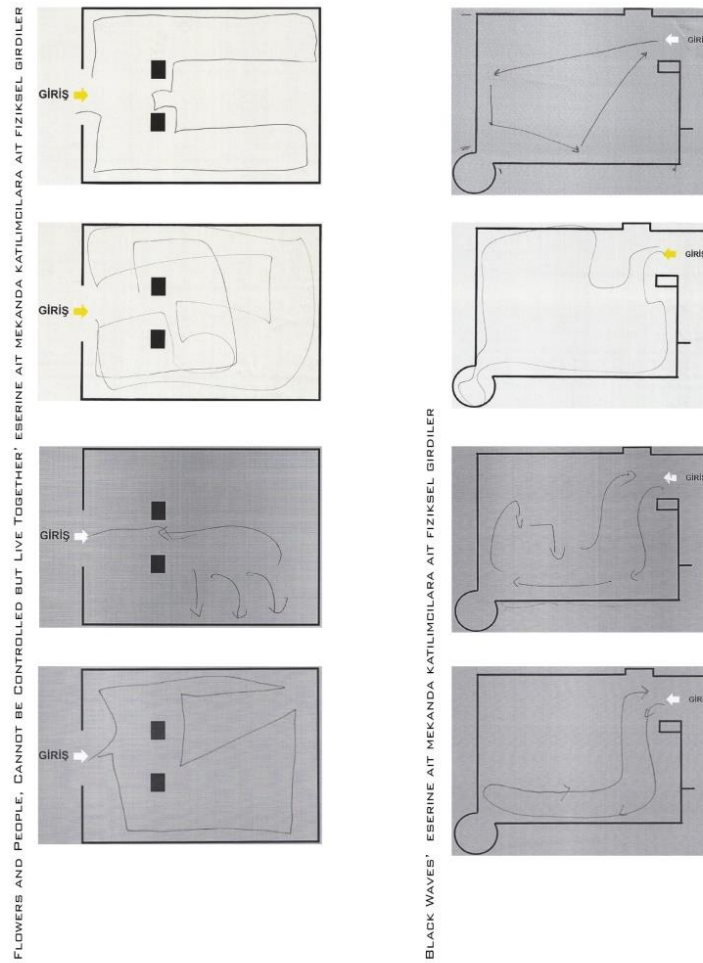 FLOWERS AND PEOPLE, CANNOT BE CONTROLLED BUT LIVE TOGETHER' ESERINE AIT MEKANDA KATILIMCILARA AIT FIZIKSEL GIRDILER
GİRİŞ
GİRİŞ
GİRİŞ
GİRİŞ
BLACK WAVES' ESERINE AIT MEKANDA KATILIMCILARA AIT FIZIKSEL GIRDILER
GİRİŞ
GİRİŞ
GİRİŞ
GİRİŞ